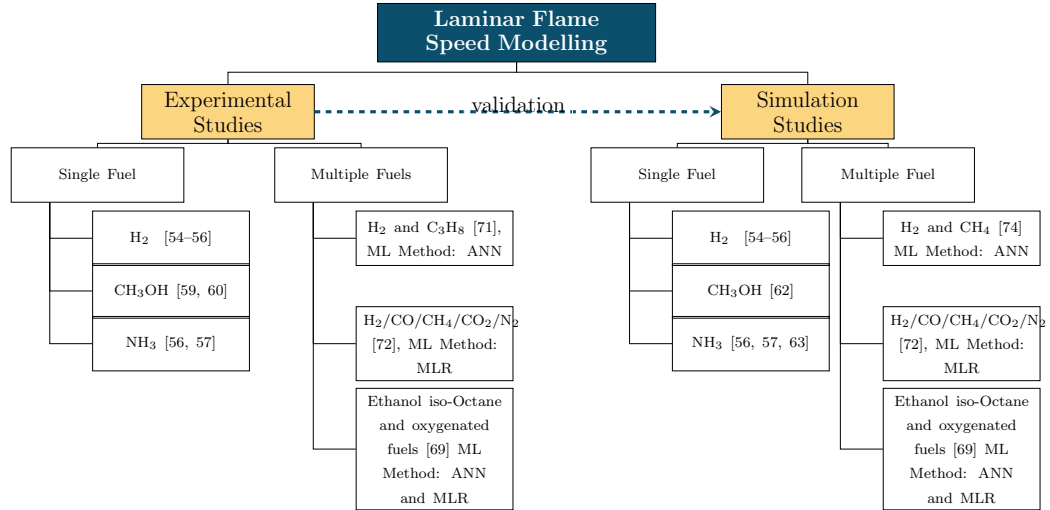 Laminar Flame
Speed Modelling
Experimental
Studies
validation
Simulation
Studies
Single Fuel
Multiple Fuels
Single Fuel
Multiple Fuel
H₂ [54–56]
CH₃OH [59, 60]
NH₃ [56, 57]
H₂ and C₃H₈ [71],
ML Method: ANN
H₂/CO/CH₄/CO₂/N₂
[72], ML Method:
MLR
Ethanol iso-Octane
and oxygenated
fuels [69] ML
Method: ANN
and MLR
H₂ [54–56]
CH₃OH [62]
NH₃ [56, 57, 63]
H₂ and CH₄ [74]
ML Method: ANN
H₂/CO/CH₄/CO₂/N₂
[72], ML Method:
MLR
Ethanol iso-Octane
and oxygenated
fuels [69] ML
Method: ANN
and MLR